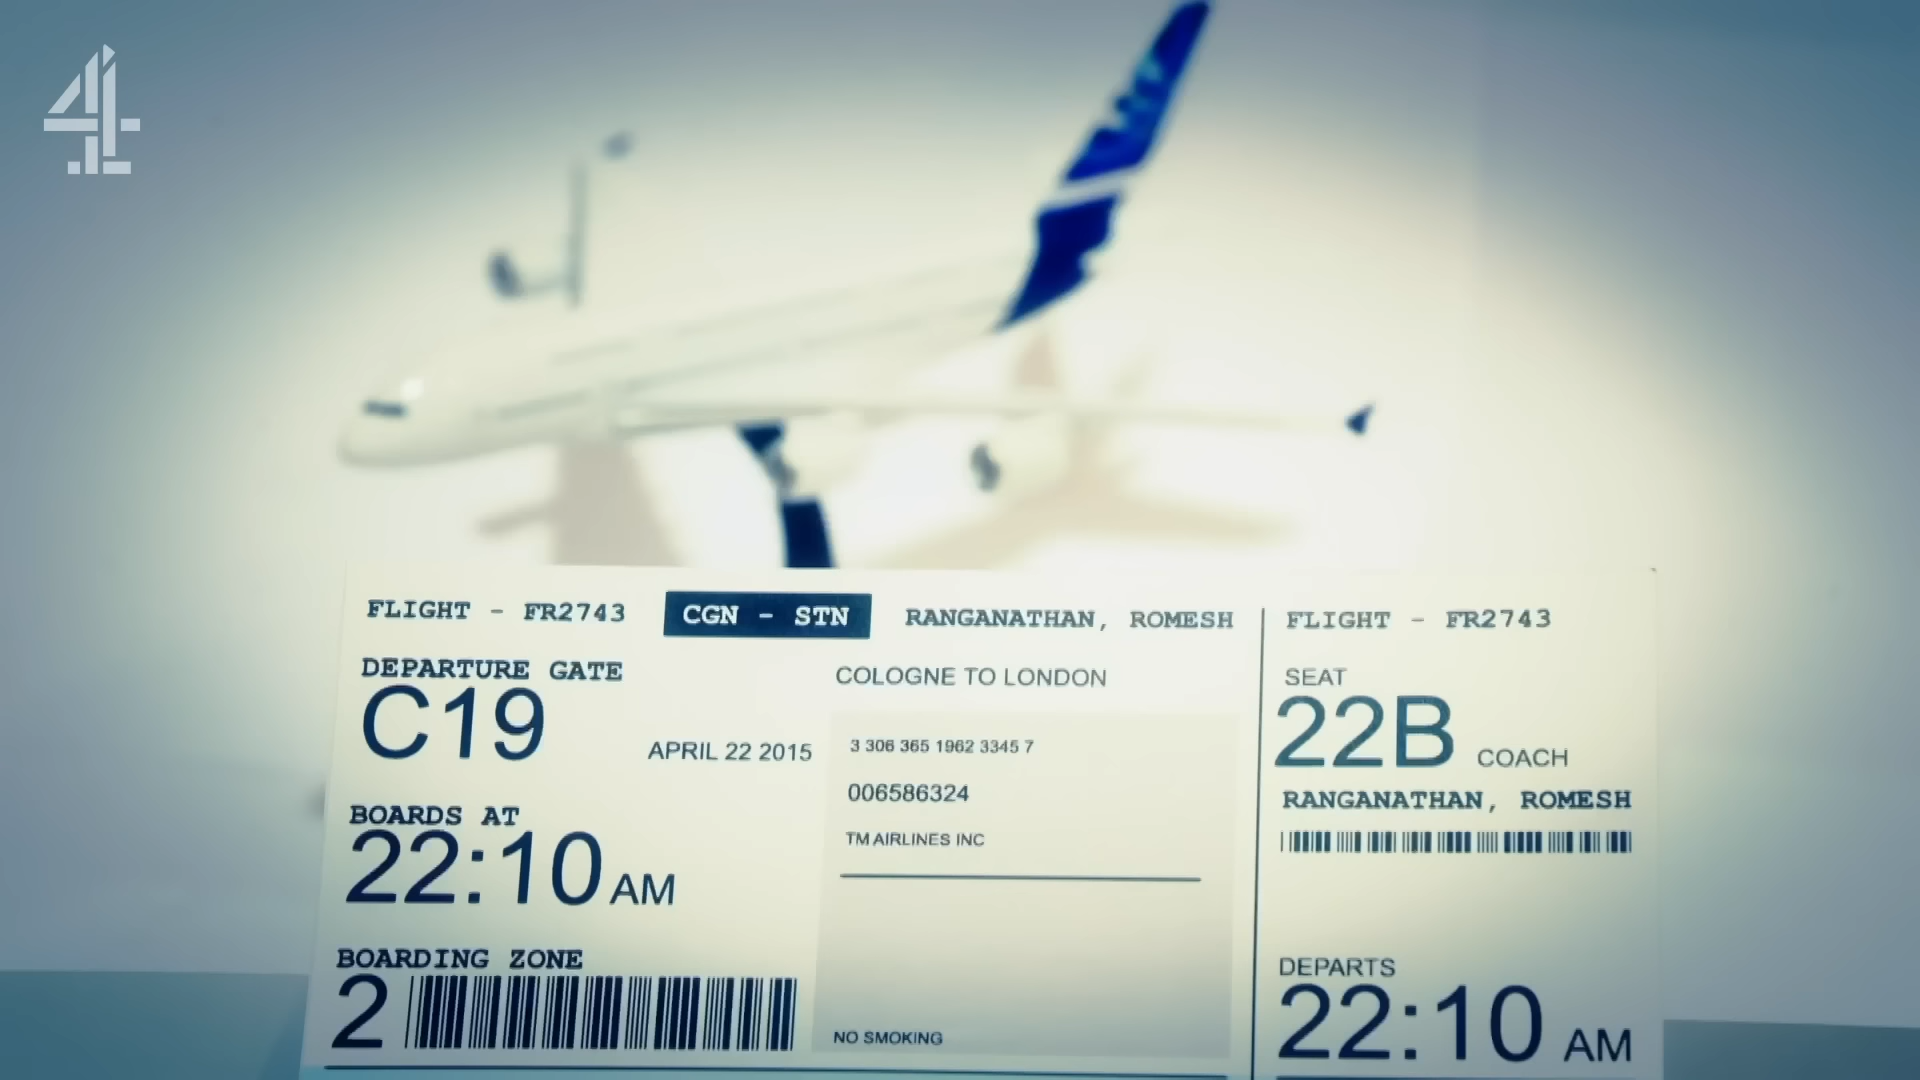 4
FLIGHT - FR2743
CGN - STN
RANGANATHAN, ROMESH
DEPARTURE GATE
C19
APRIL 22 2015
BOARDS AT
22:10 AM
BOARDING ZONE
2
COLOGNE TO LONDON
3 306 365 1962 3345 7
006586324
TM AIRLINES INC
NO SMOKING
FLIGHT - FR2743
SEAT
22B COACH
RANGANATHAN, ROMESH
DEPARTS
22:10 AM